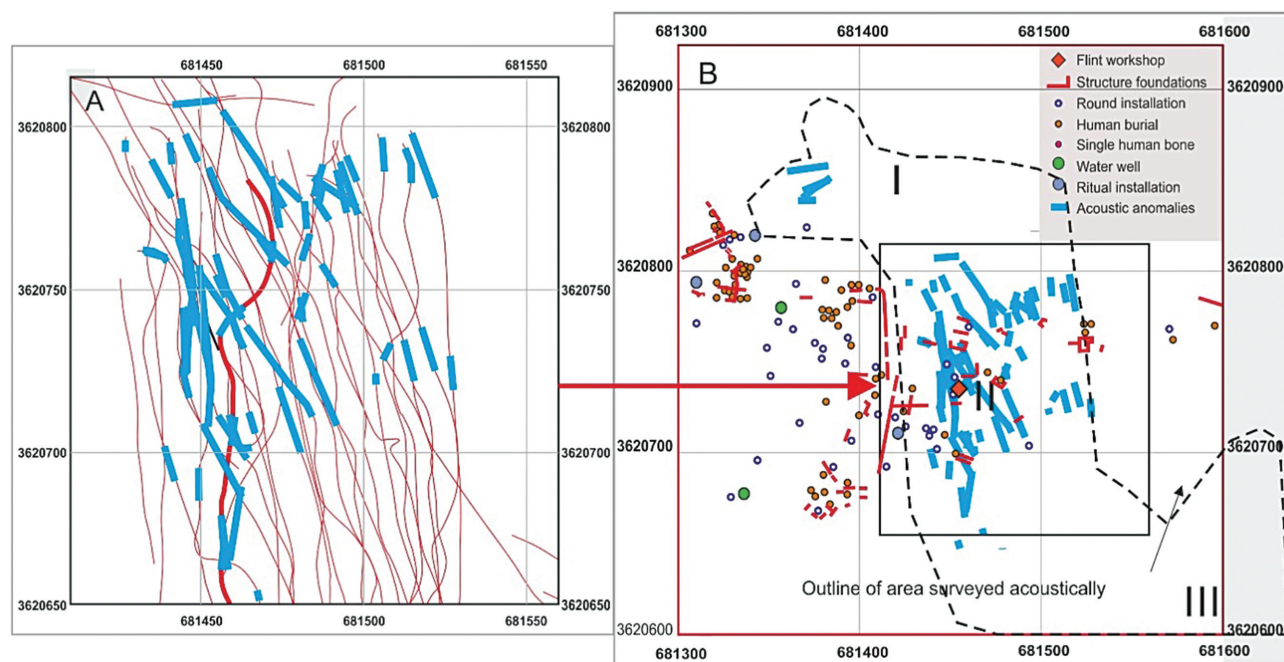 681450 681500 681550
A
3620800 3620800
3620750 3620750
3620700 3620700
3620650 3620650
681450 681500 681550
681300 681400 681500 681600
B
3620900 3620900
3620800 3620800
3620700 3620700
3620600 3620600
681300 681400 681500 681600
Flint workshop
Structure foundations
Round installation
Human burial
Single human bone
Water well
Ritual installation
Acoustic anomalies
I
II
Outline of area surveyed acoustically
III